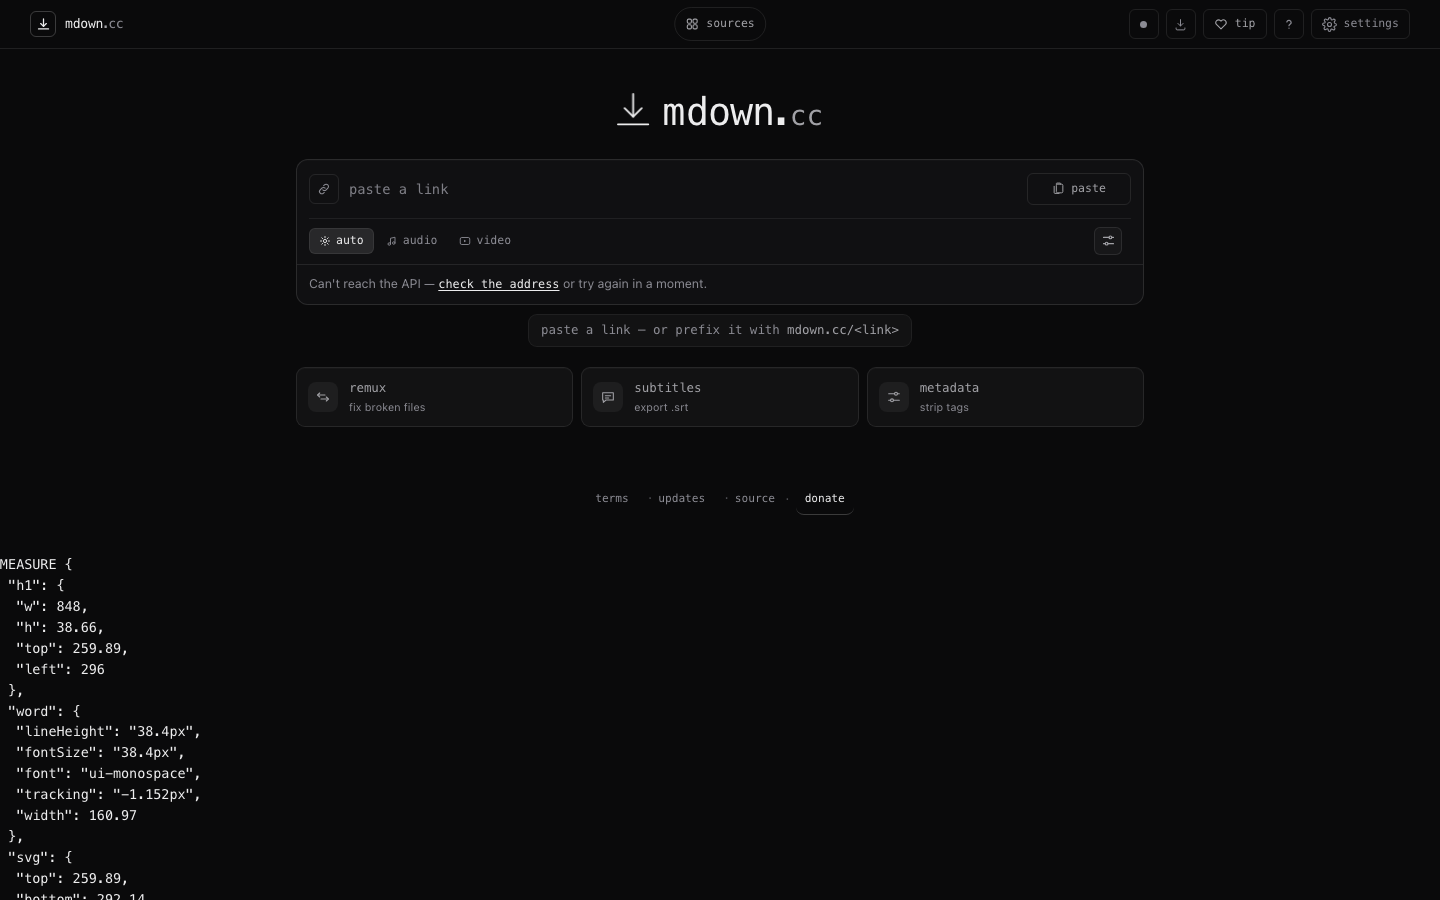 mdown.cc
sources
tip
?
settings
mdown.cc
paste a link
paste
auto
audio
video
Can't reach the API — check the address or try again in a moment.
paste a link — or prefix it with mdown.cc/<link>
remux
fix broken files
subtitles
export .srt
metadata
strip tags
terms · updates · source · donate
MEASURE {
 "h1": {
  "w": 848,
  "h": 38.66,
  "top": 259.89,
  "left": 296
 },
 "word": {
  "lineHeight": "38.4px",
  "fontSize": "38.4px",
  "font": "ui-monospace",
  "tracking": "-1.152px",
  "width": 160.97
 },
 "svg": {
  "top": 259.89,
  "bottom": 292.14